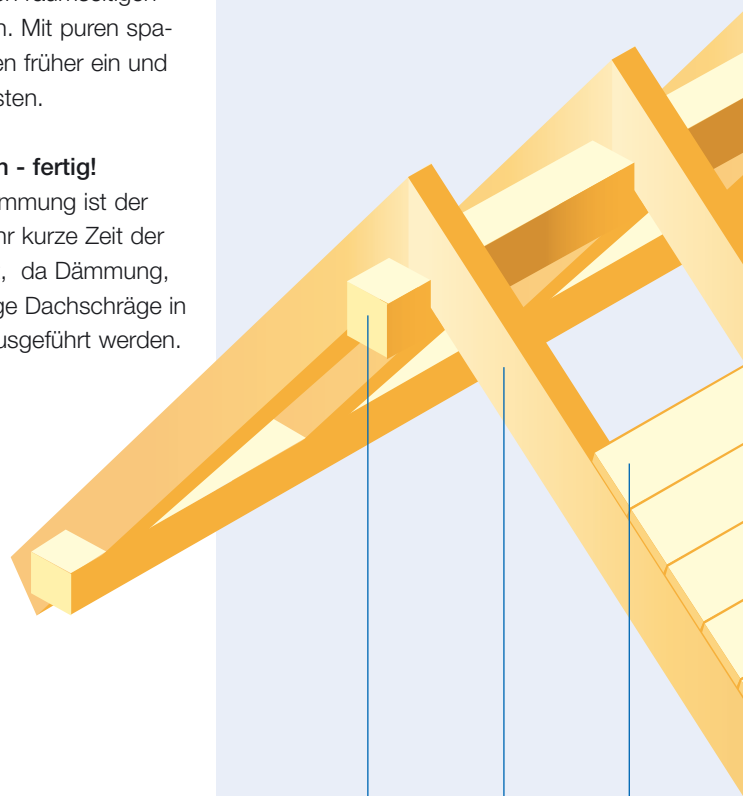 raumseitigen
n. Mit puren spa-
en früher ein und
sten.
n - fertig!
mmung ist der
hr kurze Zeit der
, da Dämmung,
ge Dachschräge in
usgeführt werden.